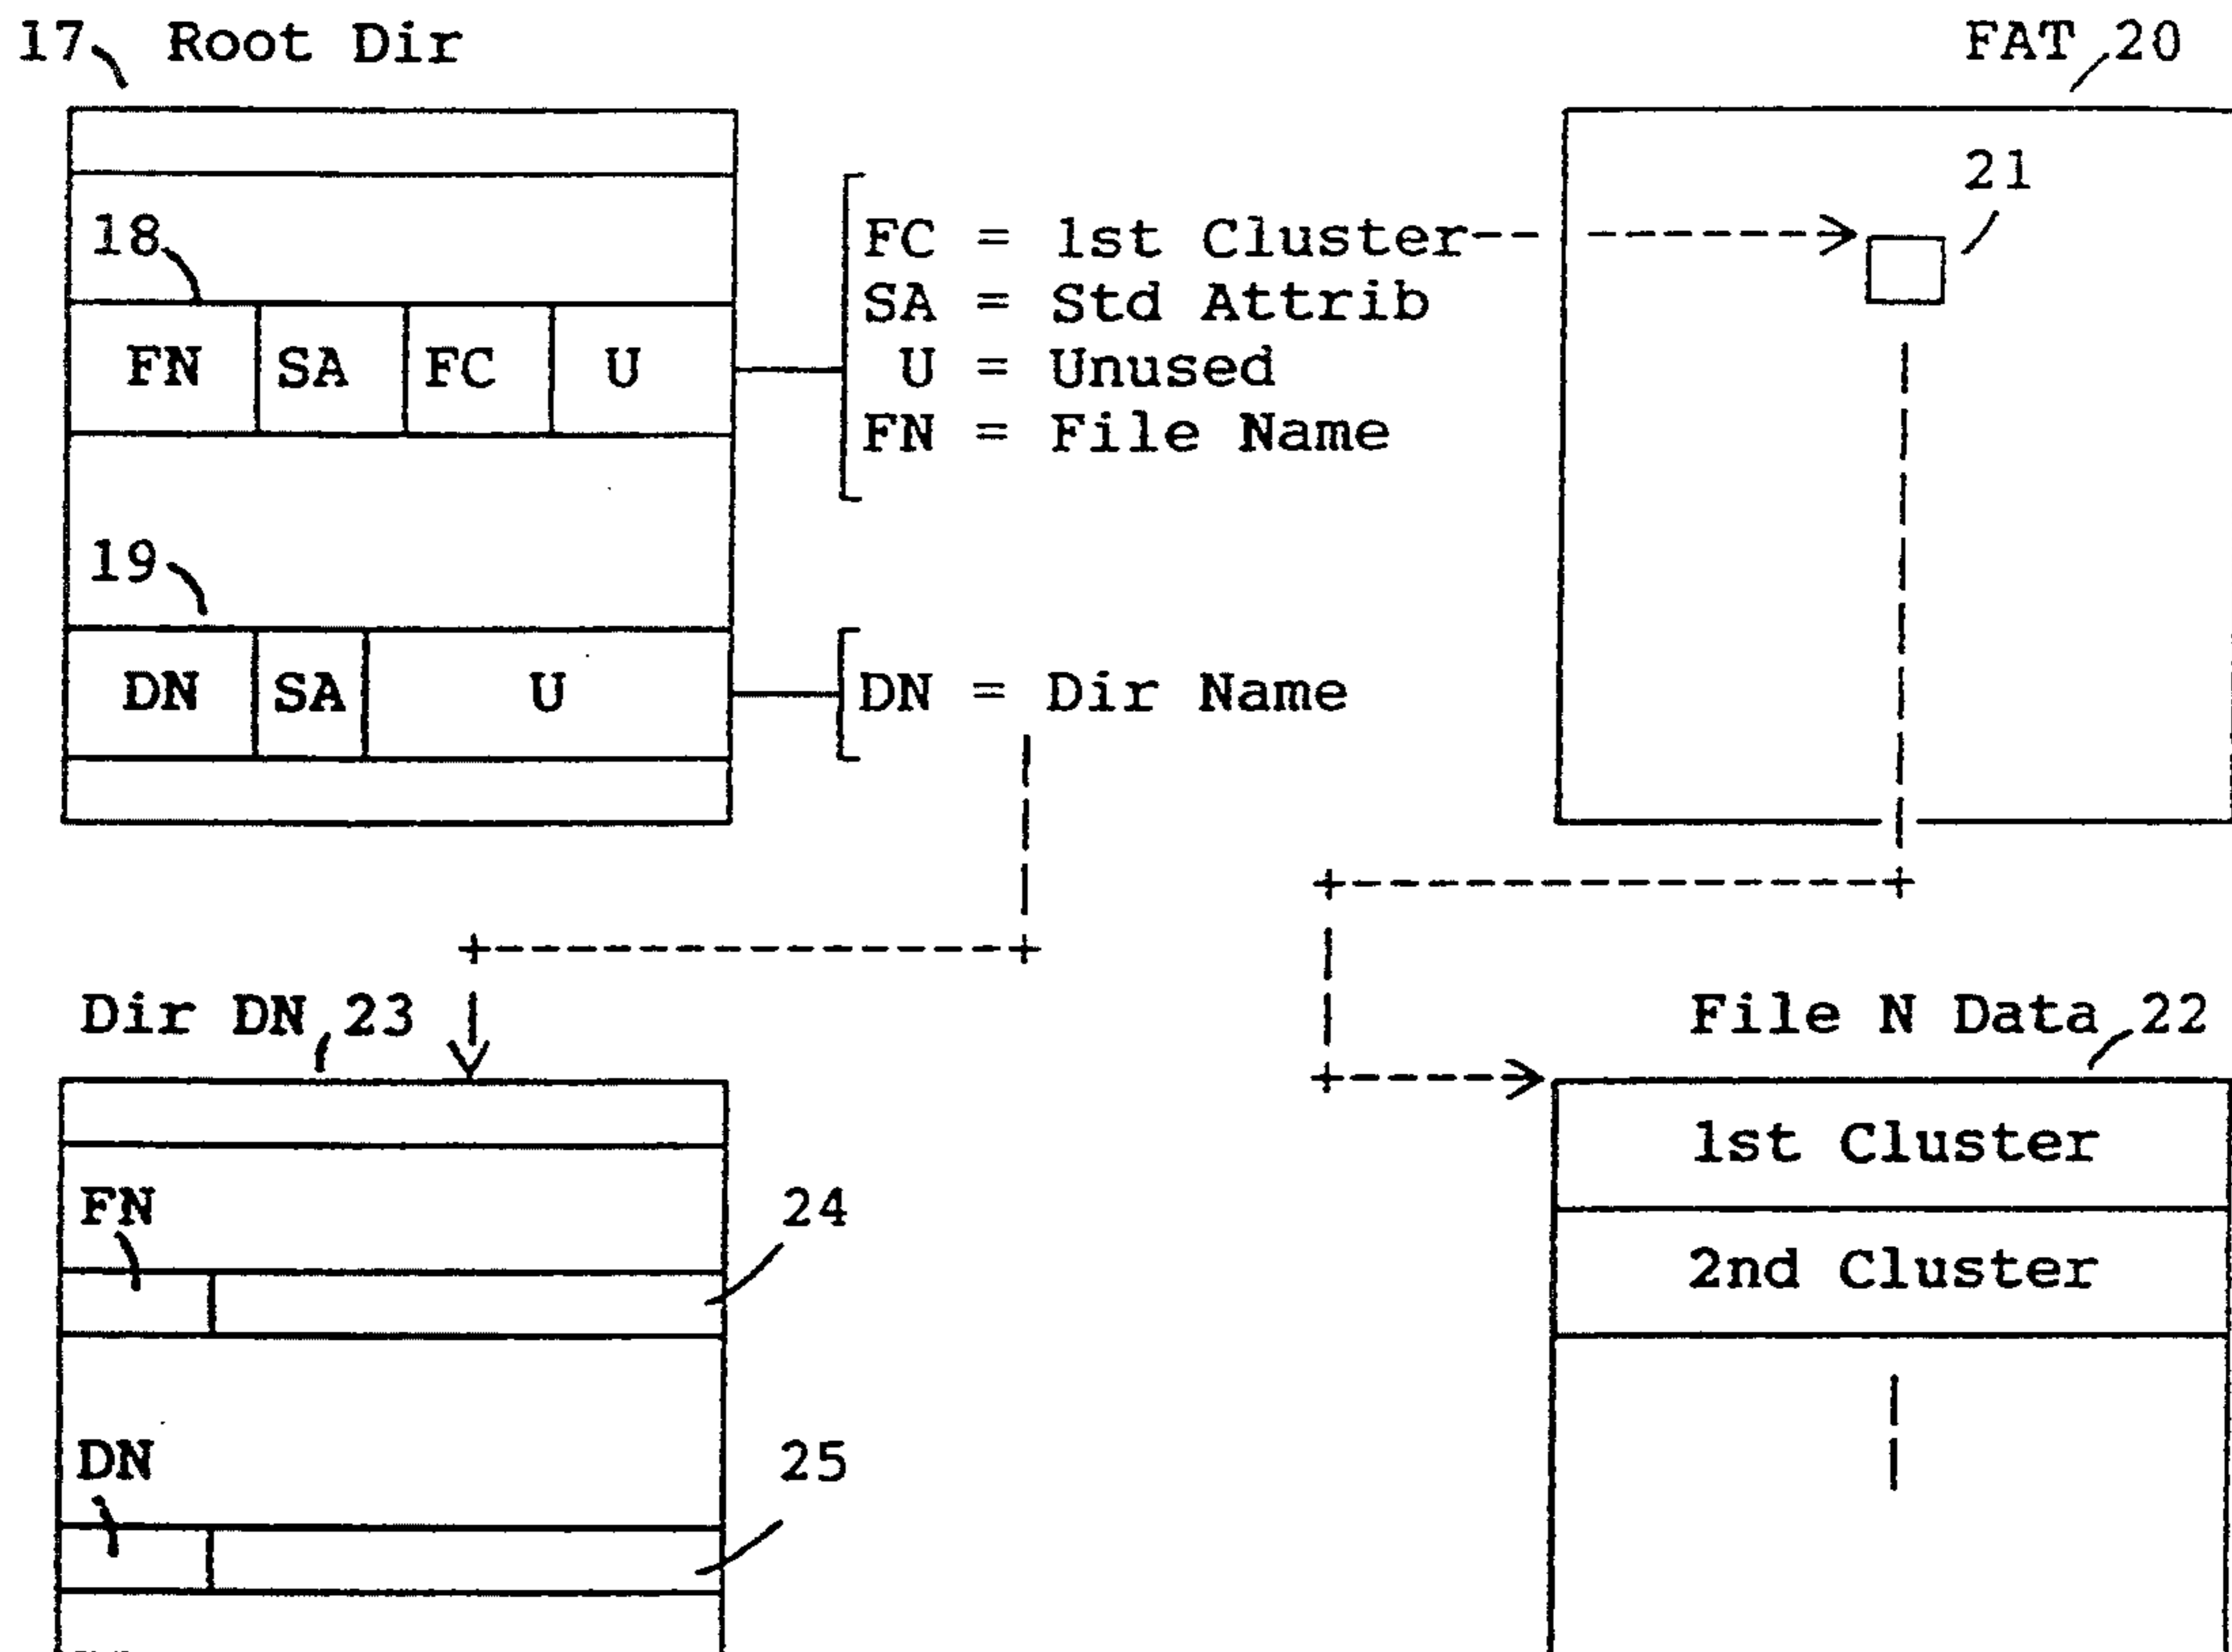 17 Root Dir
FAT 20
21
18
FC = 1st Cluster
SA = Std Attrib
U = Unused
FN = File Name
FN SA FC U
19
DN SA U
DN = Dir Name
Dir DN 23
File N Data 22
1st Cluster
2nd Cluster
FN
24
DN
25